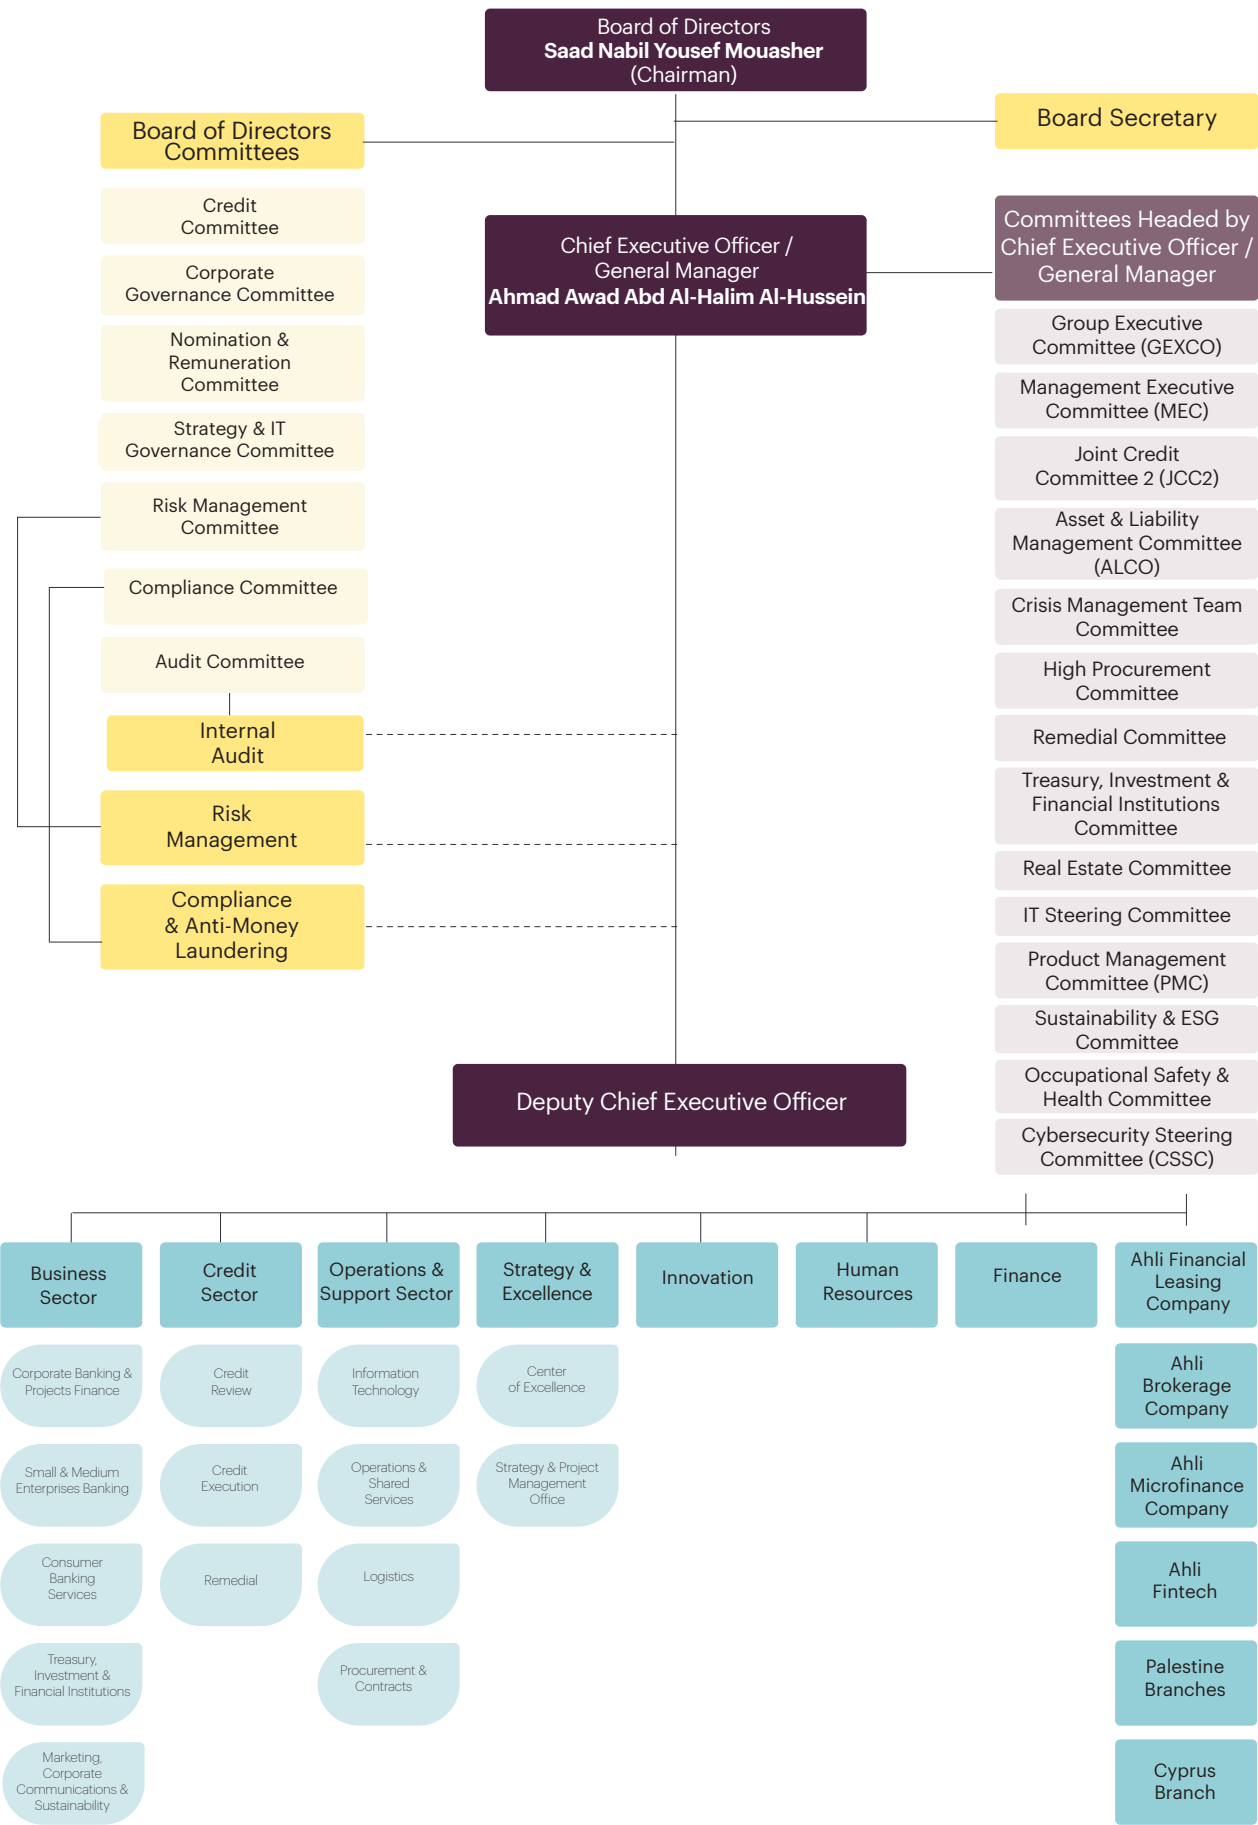 Board of Directors
Saad Nabil Yousef Mouasher
(Chairman)
Board of Directors
Committees
Board Secretary
Credit
Committee
Corporate
Governance Committee
Nomination &
Remuneration
Committee
Strategy & IT
Governance Committee
Risk Management
Committee
Compliance Committee
Audit Committee
Internal
Audit
Risk
Management
Compliance
& Anti-Money
Laundering
Chief Executive Officer /
General Manager
Ahmad Awad Abd Al-Halim Al-Hussein
Committees Headed by
Chief Executive Officer /
General Manager
Group Executive
Committee (GEXCO)
Management Executive
Committee (MEC)
Joint Credit
Committee 2 (JCC2)
Asset & Liability
Management Committee
(ALCO)
Crisis Management Team
Committee
High Procurement
Committee
Remedial Committee
Treasury, Investment &
Financial Institutions
Committee
Real Estate Committee
IT Steering Committee
Product Management
Committee (PMC)
Sustainability & ESG
Committee
Occupational Safety &
Health Committee
Cybersecurity Steering
Committee (CSSC)
Deputy Chief Executive Officer
Business
Sector
Corporate Banking &
Projects Finance
Small & Medium
Enterprises Banking
Consumer
Banking
Services
Treasury,
Investment &
Financial Institutions
Marketing,
Corporate
Communications &
Sustainability
Credit
Sector
Credit
Review
Credit
Execution
Remedial
Operations &
Support Sector
Information
Technology
Operations &
Shared
Services
Logistics
Procurement &
Contracts
Strategy &
Excellence
Center
of Excellence
Strategy & Project
Management
Office
Innovation
Human
Resources
Finance
Ahli Financial
Leasing
Company
Ahli
Brokerage
Company
Ahli
Microfinance
Company
Ahli
Fintech
Palestine
Branches
Cyprus
Branch